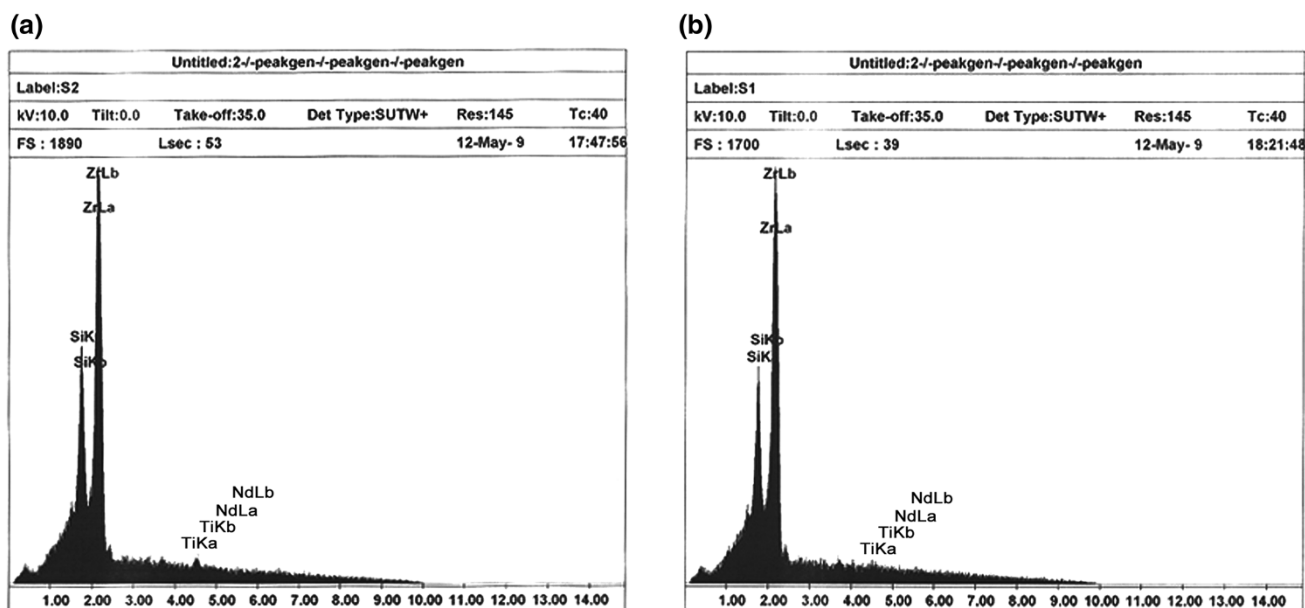 (a)
Untitled:2-/-peakgen-/-peakgen-/-peakgen
Label:S2
kV:10.0 Tilt:0.0 Take-off:35.0 Det Type:SUTW+ Res:145 Tc:40
FS : 1890 Lsec : 53 12-May- 9 17:47:56
ZrLb
ZrLa
SiK
SiKb
NdLb
NdLa
TiKb
TiKa
1.00 2.00 3.00 4.00 5.00 6.00 7.00 8.00 9.00 10.00 11.00 12.00 13.00 14.00
(b)
Untitled:2-/-peakgen-/-peakgen-/-peakgen
Label:S1
kV:10.0 Tilt:0.0 Take-off:35.0 Det Type:SUTW+ Res:145 Tc:40
FS : 1700 Lsec : 39 12-May- 9 18:21:48
ZrLb
ZrLa
SiKb
SiK
NdLb
NdLa
TiKb
TiKa
1.00 2.00 3.00 4.00 5.00 6.00 7.00 8.00 9.00 10.00 11.00 12.00 13.00 14.00